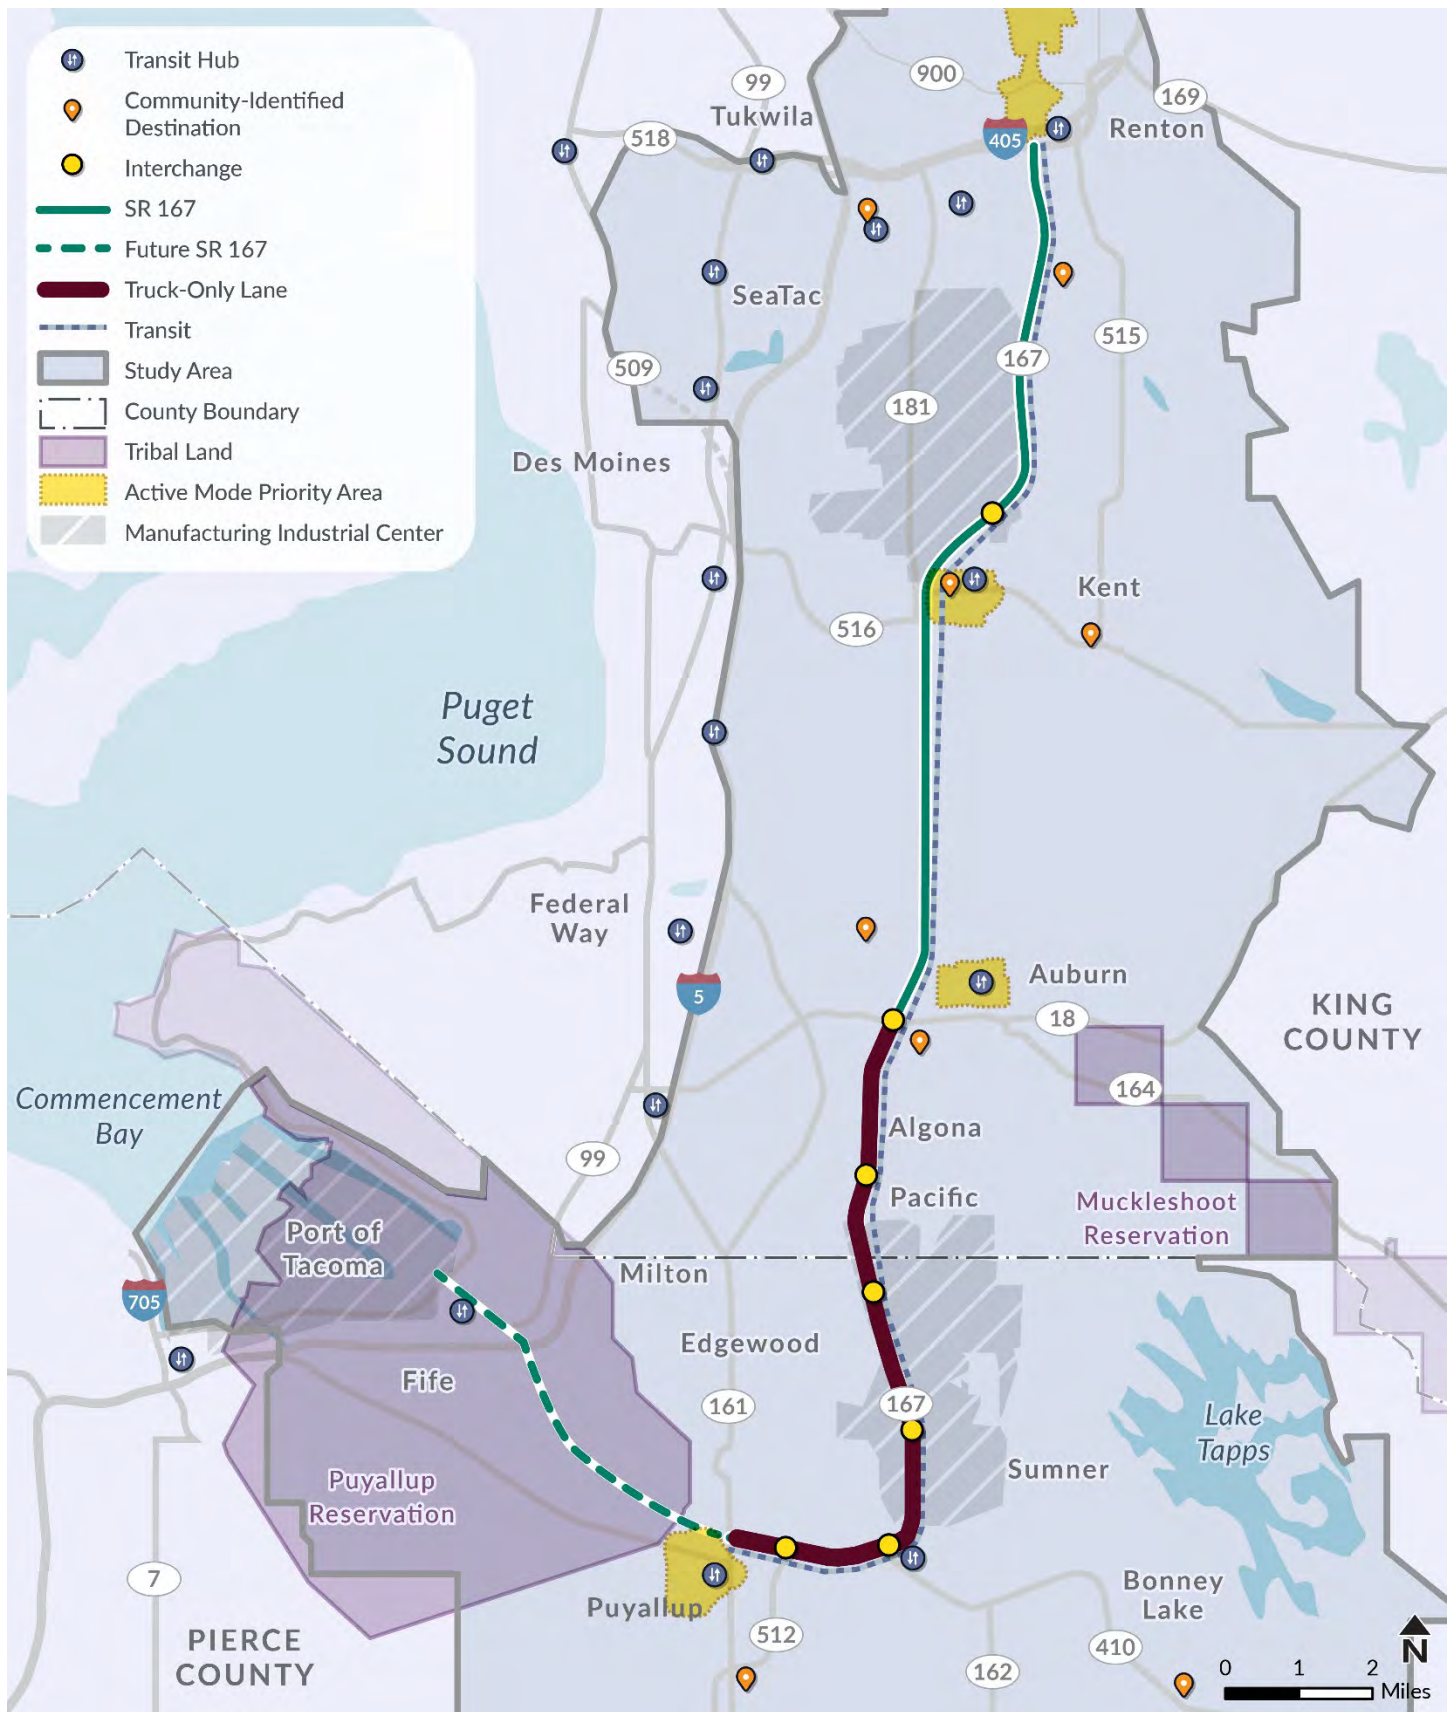 Transit Hub
Community-Identified
Destination
Interchange
SR 167
Future SR 167
Truck-Only Lane
Transit
Study Area
County Boundary
Tribal Land
Active Mode Priority Area
Manufacturing Industrial Center
900
99
169
Tukwila
Renton
518
405
SeaTac
515
167
509
181
Des Moines
Kent
516
Puget
Sound
Federal
Way
Auburn
5
KING
COUNTY
18
164
Commencement
Bay
Algona
99
Pacific
Muckleshoot
Reservation
Port of
Tacoma
Milton
705
Edgewood
Fife
161
167
Lake
Tapps
Sumner
Puyallup
Reservation
7
Bonney
Lake
Puyallup
512
410
PIERCE
COUNTY
162
N
0 1 2
Miles